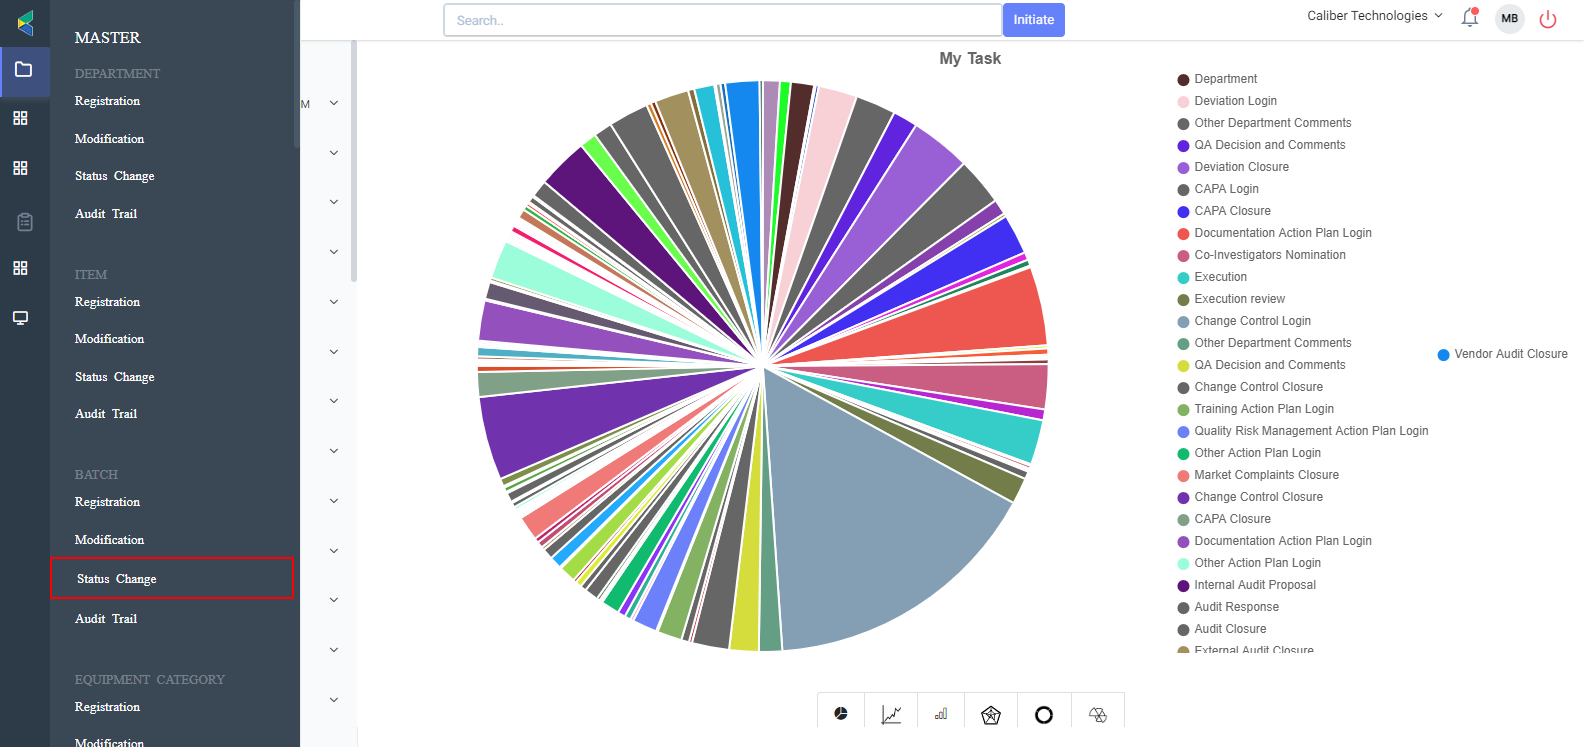 Search..
Initiate
Caliber Technologies
MB
MASTER
DEPARTMENT
Registration
Modification
Status Change
Audit Trail
ITEM
Registration
Modification
Status Change
Audit Trail
BATCH
Registration
Modification
Status Change
Audit Trail
EQUIPMENT CATEGORY
Registration
Modification
M
My Task
Department
Deviation Login
Other Department Comments
QA Decision and Comments
Deviation Closure
CAPA Login
CAPA Closure
Documentation Action Plan Login
Co-Investigators Nomination
Execution
Execution review
Change Control Login
Other Department Comments
QA Decision and Comments
Change Control Closure
Training Action Plan Login
Quality Risk Management Action Plan Login
Other Action Plan Login
Market Complaints Closure
Change Control Closure
CAPA Closure
Documentation Action Plan Login
Other Action Plan Login
Internal Audit Proposal
Audit Response
Audit Closure
External Audit Closure
Vendor Audit Closure